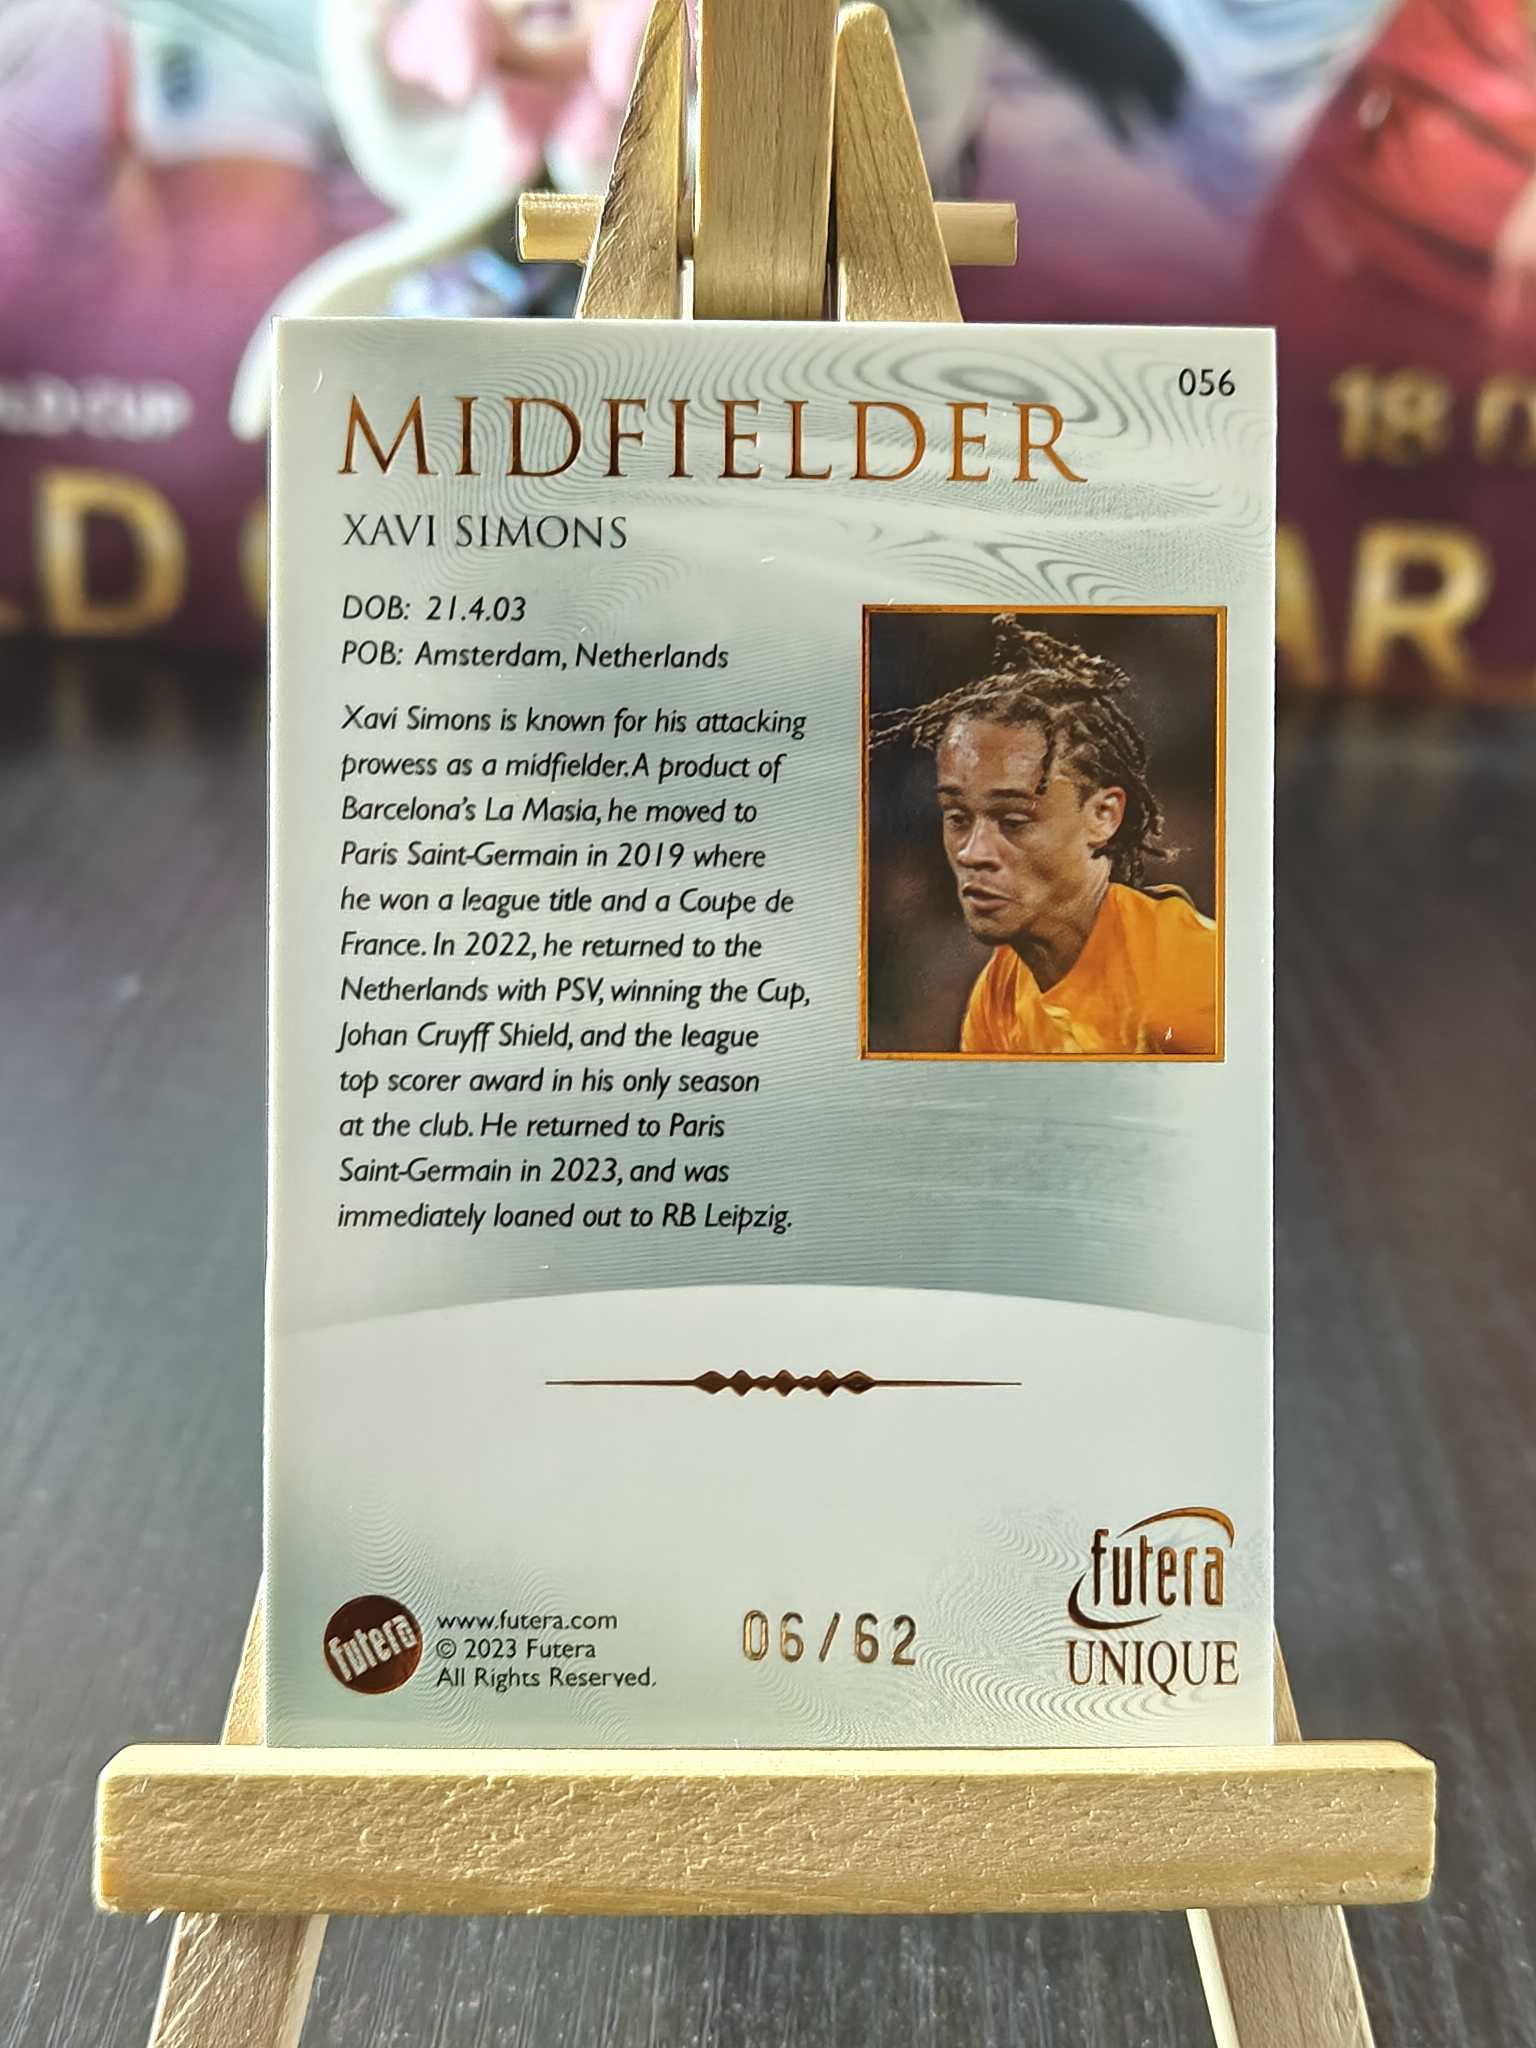 056
MIDFIELDER
XAVI SIMONS
DOB: 21.4.03
POB: Amsterdam, Netherlands
Xavi Simons is known for his attacking
prowess as a midfielder. A product of
Barcelona's La Masia, he moved to
Paris Saint-Germain in 2019 where
he won a league title and a Coupe de
France. In 2022, he returned to the
Netherlands with PSV, winning the Cup,
Johan Cruyff Shield, and the league
top scorer award in his only season
at the club. He returned to Paris
Saint-Germain in 2023, and was
immediately loaned out to RB Leipzig.
futera
www.futera.com
© 2023 Futera
All Rights Reserved.
06/62
futera
UNIQUE
CUP
18
D
AR